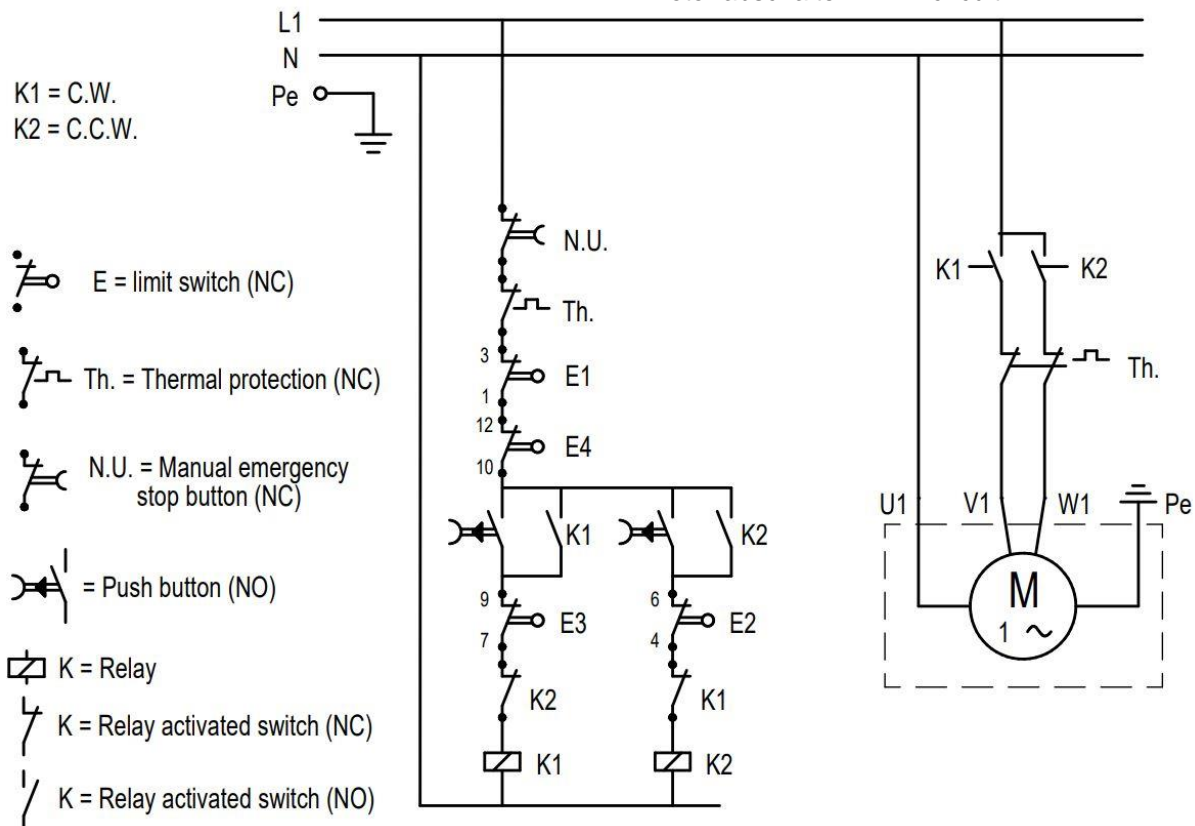 L1
N
Pe
K1 = C.W.
K2 = C.C.W.
E = limit switch (NC)
Th. = Thermal protection (NC)
N.U. = Manual emergency
stop button (NC)
= Push button (NO)
K = Relay
K = Relay activated switch (NC)
K = Relay activated switch (NO)
N.U.
Th.
3
E1
1
12
E4
10
K1
K2
9
E3
7
6
E2
4
K2
K1
K1
K2
K1
K2
Th.
U1
V1
W1
Pe
M
1 ~